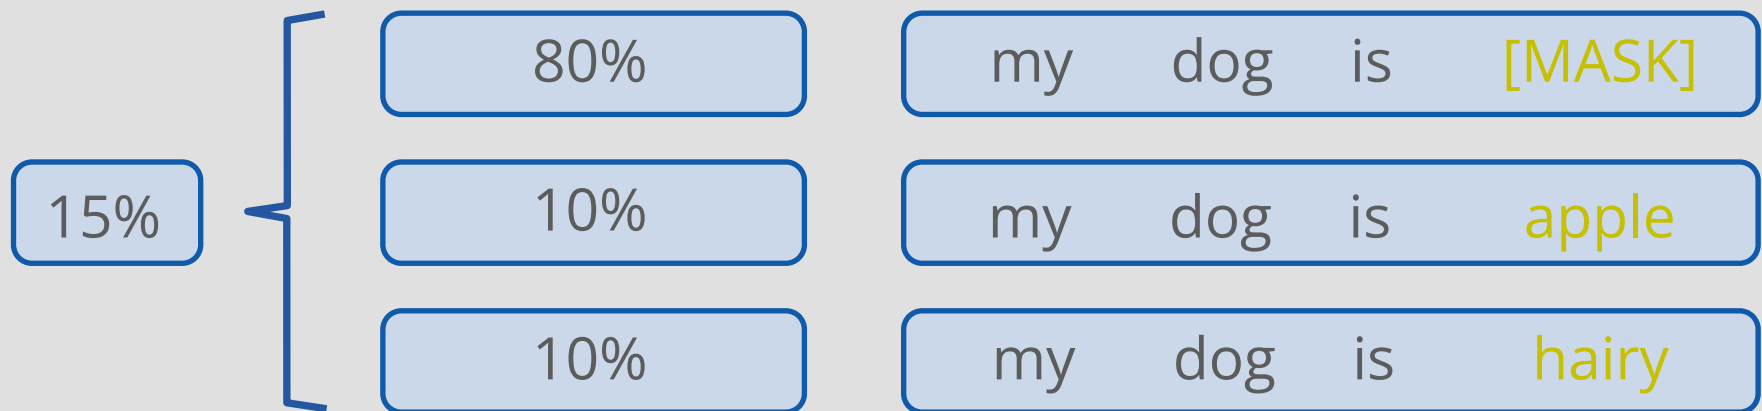 80% my dog is [MASK]
15% 10% my dog is apple
10% my dog is hairy